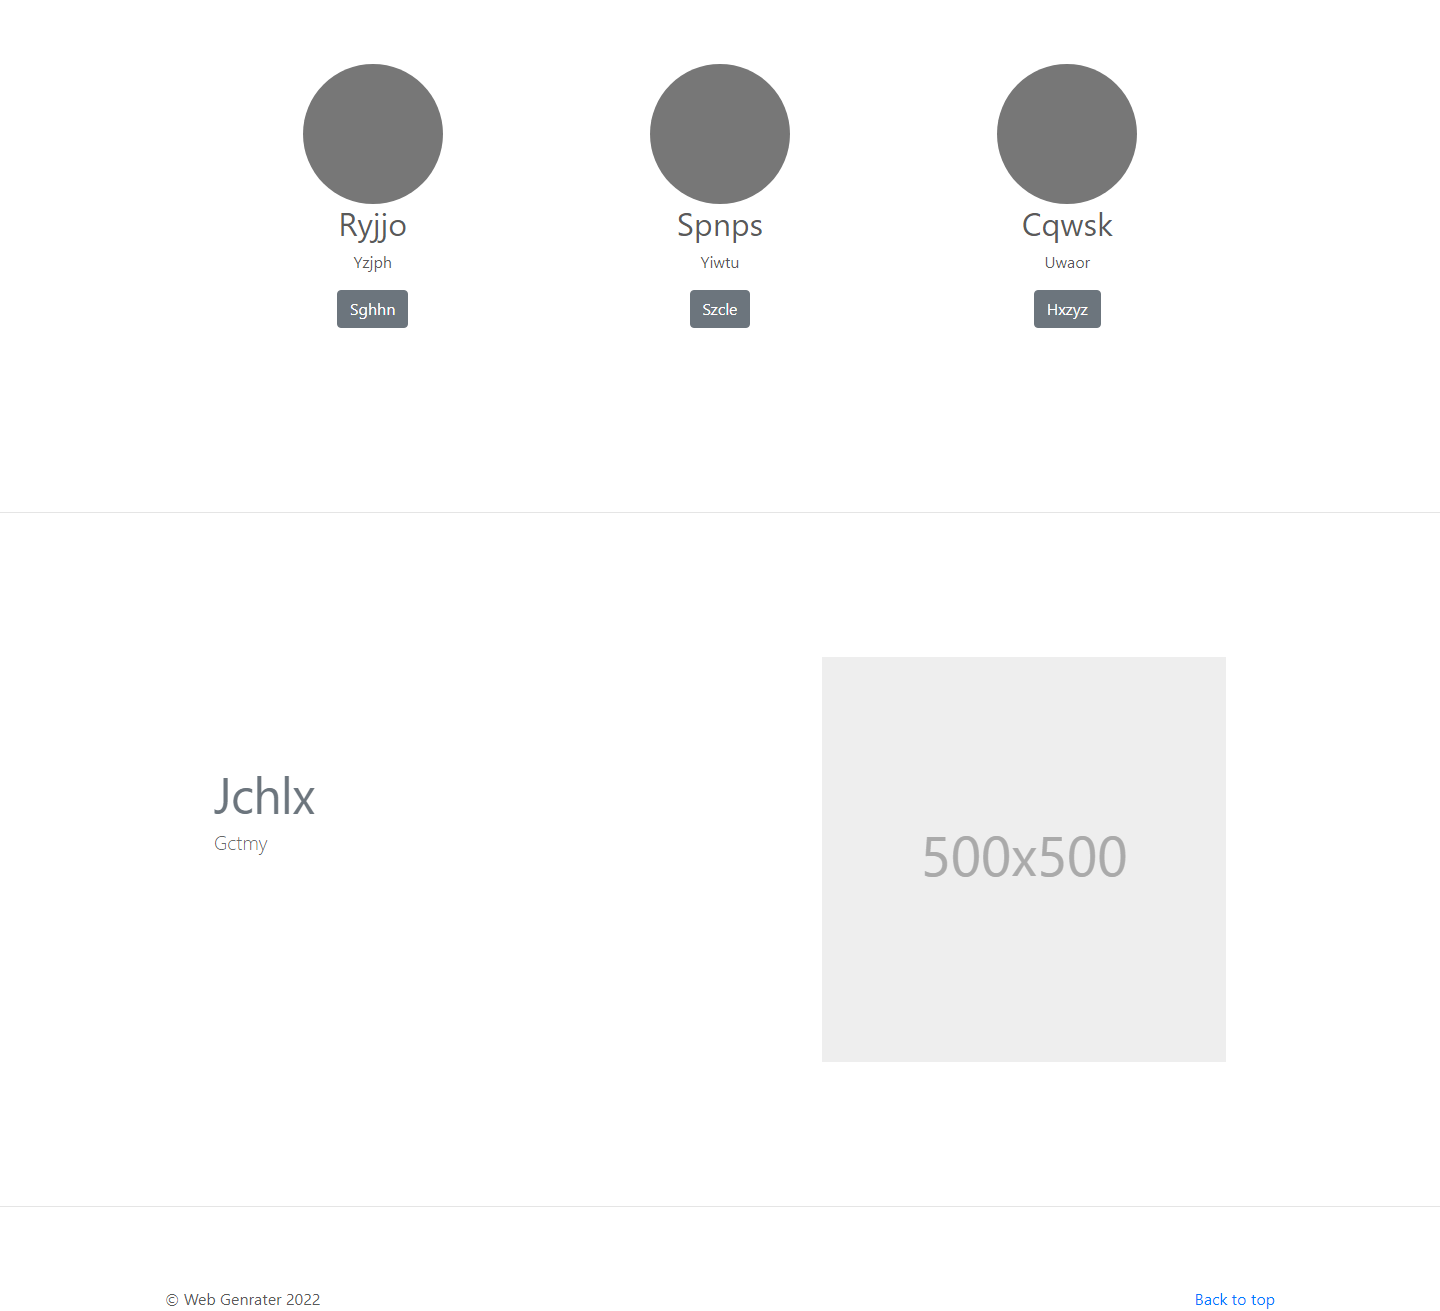 Ryjjo
Yzjph
Sghhn
Spnps
Yiwtu
Szcle
Cqwsk
Uwaor
Hxzyz
Jchlx
Gctmy
500x500
© Web Genrater 2022
Back to top